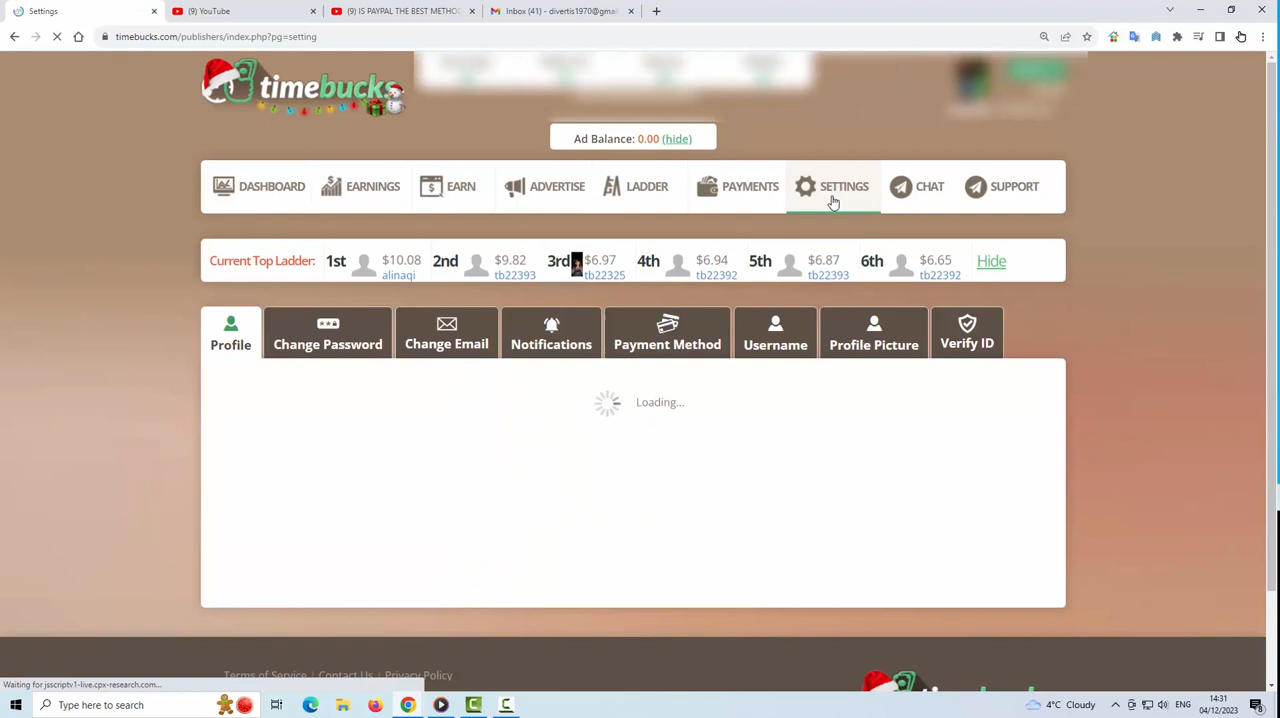 Settings
(9) YouTube
(9) IS PAYPAL THE BEST METHO
Inbox (41) - divertis1970@gmai
timebucks.com/publishers/index.php?pg=setting
timebucks
Ad Balance: 0.00 (hide)
DASHBOARD EARNINGS EARN ADVERTISE LADDER PAYMENTS SETTINGS CHAT SUPPORT
Current Top Ladder: 1st $10.08 2nd $9.82 3rd $6.97 4th $6.94 5th $6.87 6th $6.65 Hide
alinaqi tb22393 tb22325 tb22392 tb22393 tb22392
Profile Change Password Change Email Notifications Payment Method Username Profile Picture Verify ID
Loading...
Terms of Service | Contact Us | Privacy Policy
Waiting for jsscriptv1-live.cpx-research.com...
Type here to search
4°C Cloudy
ENG
14:31
04/12/2023
8